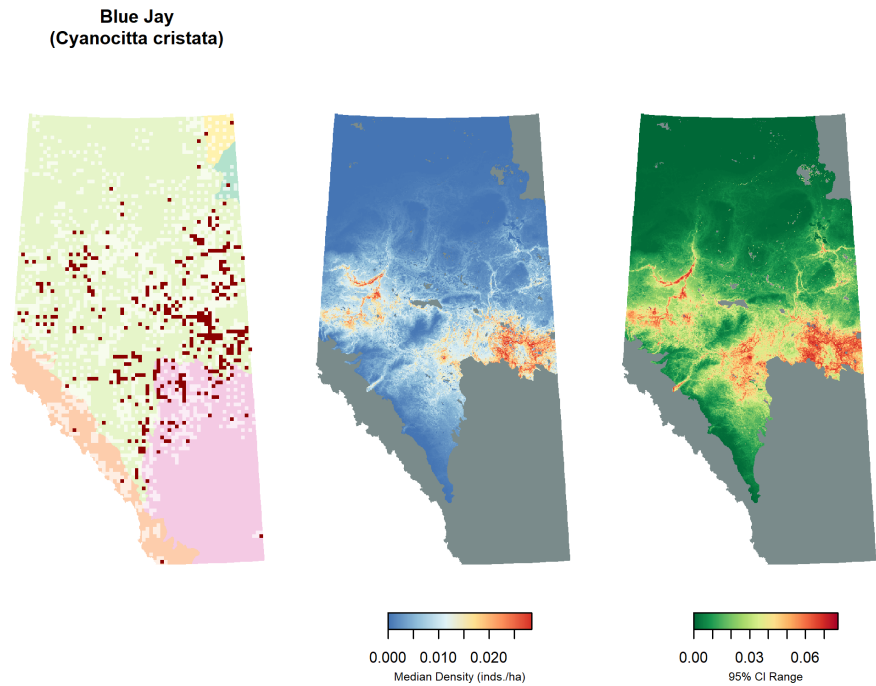 Blue Jay
(Cyanocitta cristata)
0.000 0.010 0.020
Median Density (inds./ha)
0.00 0.03 0.06
95% CI Range